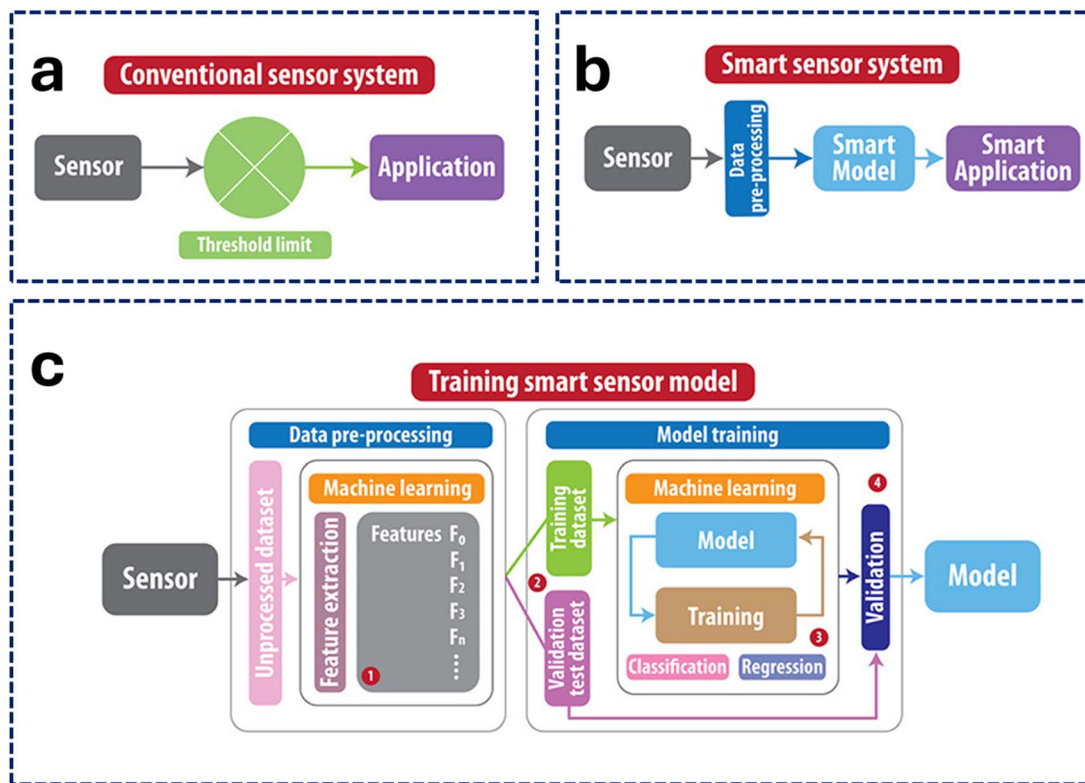 a
Conventional sensor system
Sensor
Application
Threshold limit
b
Smart sensor system
Sensor
Data
pre-processing
Smart
Model
Smart
Application
c
Training smart sensor model
Sensor
Data pre-processing
Unprocessed dataset
Machine learning
Feature extraction
Features F₀
F₁
F₂
F₃
Fₙ
⋮
1
2
Model training
Training
dataset
Validation
test dataset
Machine learning
Model
Training
3
Classification
Regression
4
Validation
Model